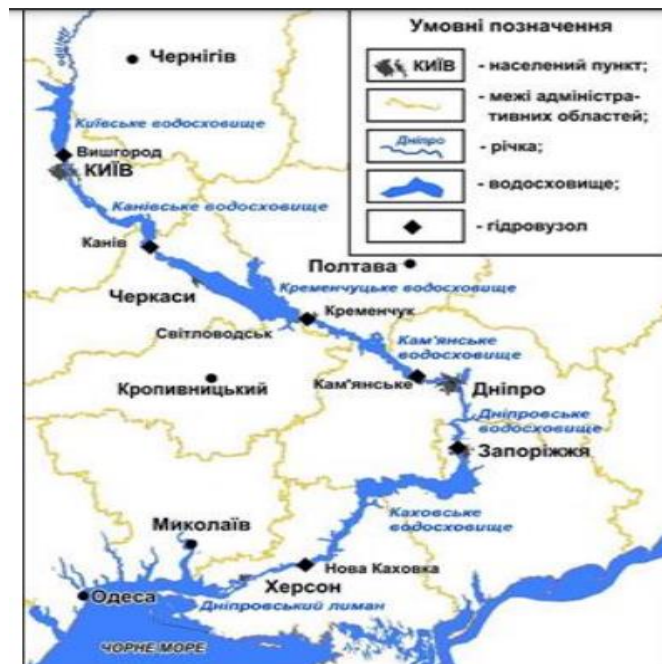 Умовні позначення
КИЇВ
- населений пункт;
- межі адміністра-
тивних областей;
Дніпро
- річка;
- водосховище;
- гідровузол
Чернігів
Київське водосховище
Вишгород
КИЇВ
Канівське водосховище
Канів
Полтава
Черкаси
Кременчуцьке водосховище
Кременчук
Світловодськ
Кам'янське
водосховище
Кропивницький
Кам'янське
Дніпро
Дніпровське
водосховище
Запоріжжя
Каховське
водосховище
Миколаїв
Нова Каховка
Херсон
Одеса
Дніпровський лиман
ЧОРНЕ МОРЕ